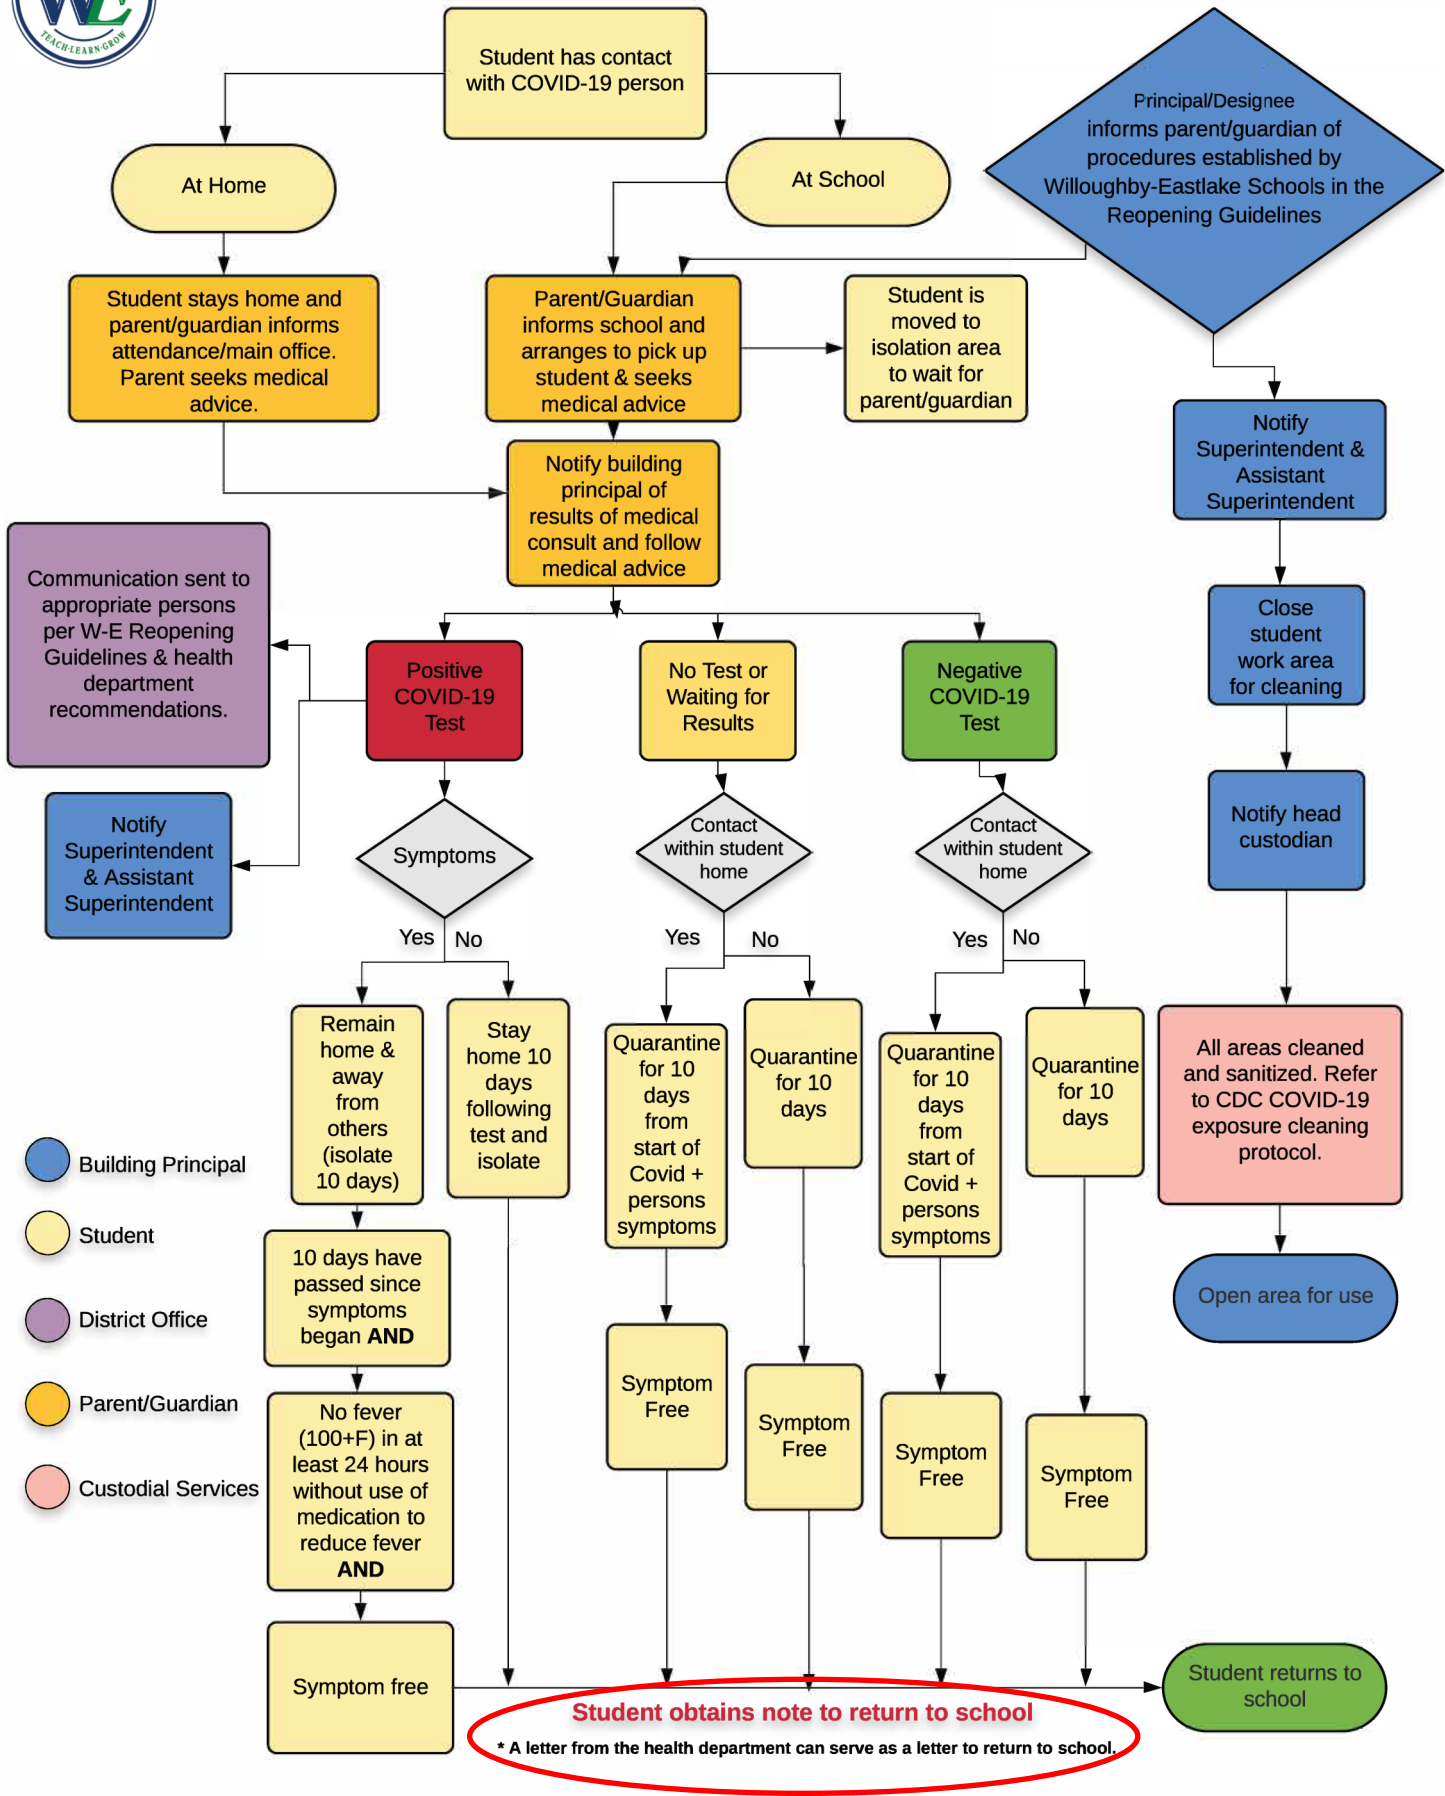 WE
TEACH·LEARN·GROW
Student has contact
with COVID-19 person
Principal/Designee
informs parent/guardian of
procedures established by
Willoughby-Eastlake Schools in the
Reopening Guidelines
At Home
At School
Student stays home and
parent/guardian informs
attendance/main office.
Parent seeks medical
advice.
Parent/Guardian
informs school and
arranges to pick up
student & seeks
medical advice
Student is
moved to
isolation area
to wait for
parent/guardian
Notify
Superintendent &
Assistant
Superintendent
Notify building
principal of
results of medical
consult and follow
medical advice
Communication sent to
appropriate persons
per W-E Reopening
Guidelines & health
department
recommendations.
Close
student
work area
for cleaning
Positive
COVID-19
Test
No Test or
Waiting for
Results
Negative
COVID-19
Test
Notify
Superintendent
& Assistant
Superintendent
Symptoms
Contact
within student
home
Contact
within student
home
Notify head
custodian
Yes
No
Yes
No
Yes
No
Remain
home &
away
from
others
(isolate
10 days)
Stay
home 10
days
following
test and
isolate
Quarantine
for 10
days
from
start of
Covid +
persons
symptoms
Quarantine
for 10
days
Quarantine
for 10
days
from
start of
Covid +
persons
symptoms
Quarantine
for 10
days
All areas cleaned
and sanitized. Refer
to CDC COVID-19
exposure cleaning
protocol.
Building Principal
Student
District Office
Parent/Guardian
Custodial Services
10 days have
passed since
symptoms
began AND
Open area for use
No fever
(100+F) in at
least 24 hours
without use of
medication to
reduce fever
AND
Symptom
Free
Symptom
Free
Symptom
Free
Symptom
Free
Symptom free
Student returns to
school
Student obtains note to return to school
* A letter from the health department can serve as a letter to return to school.